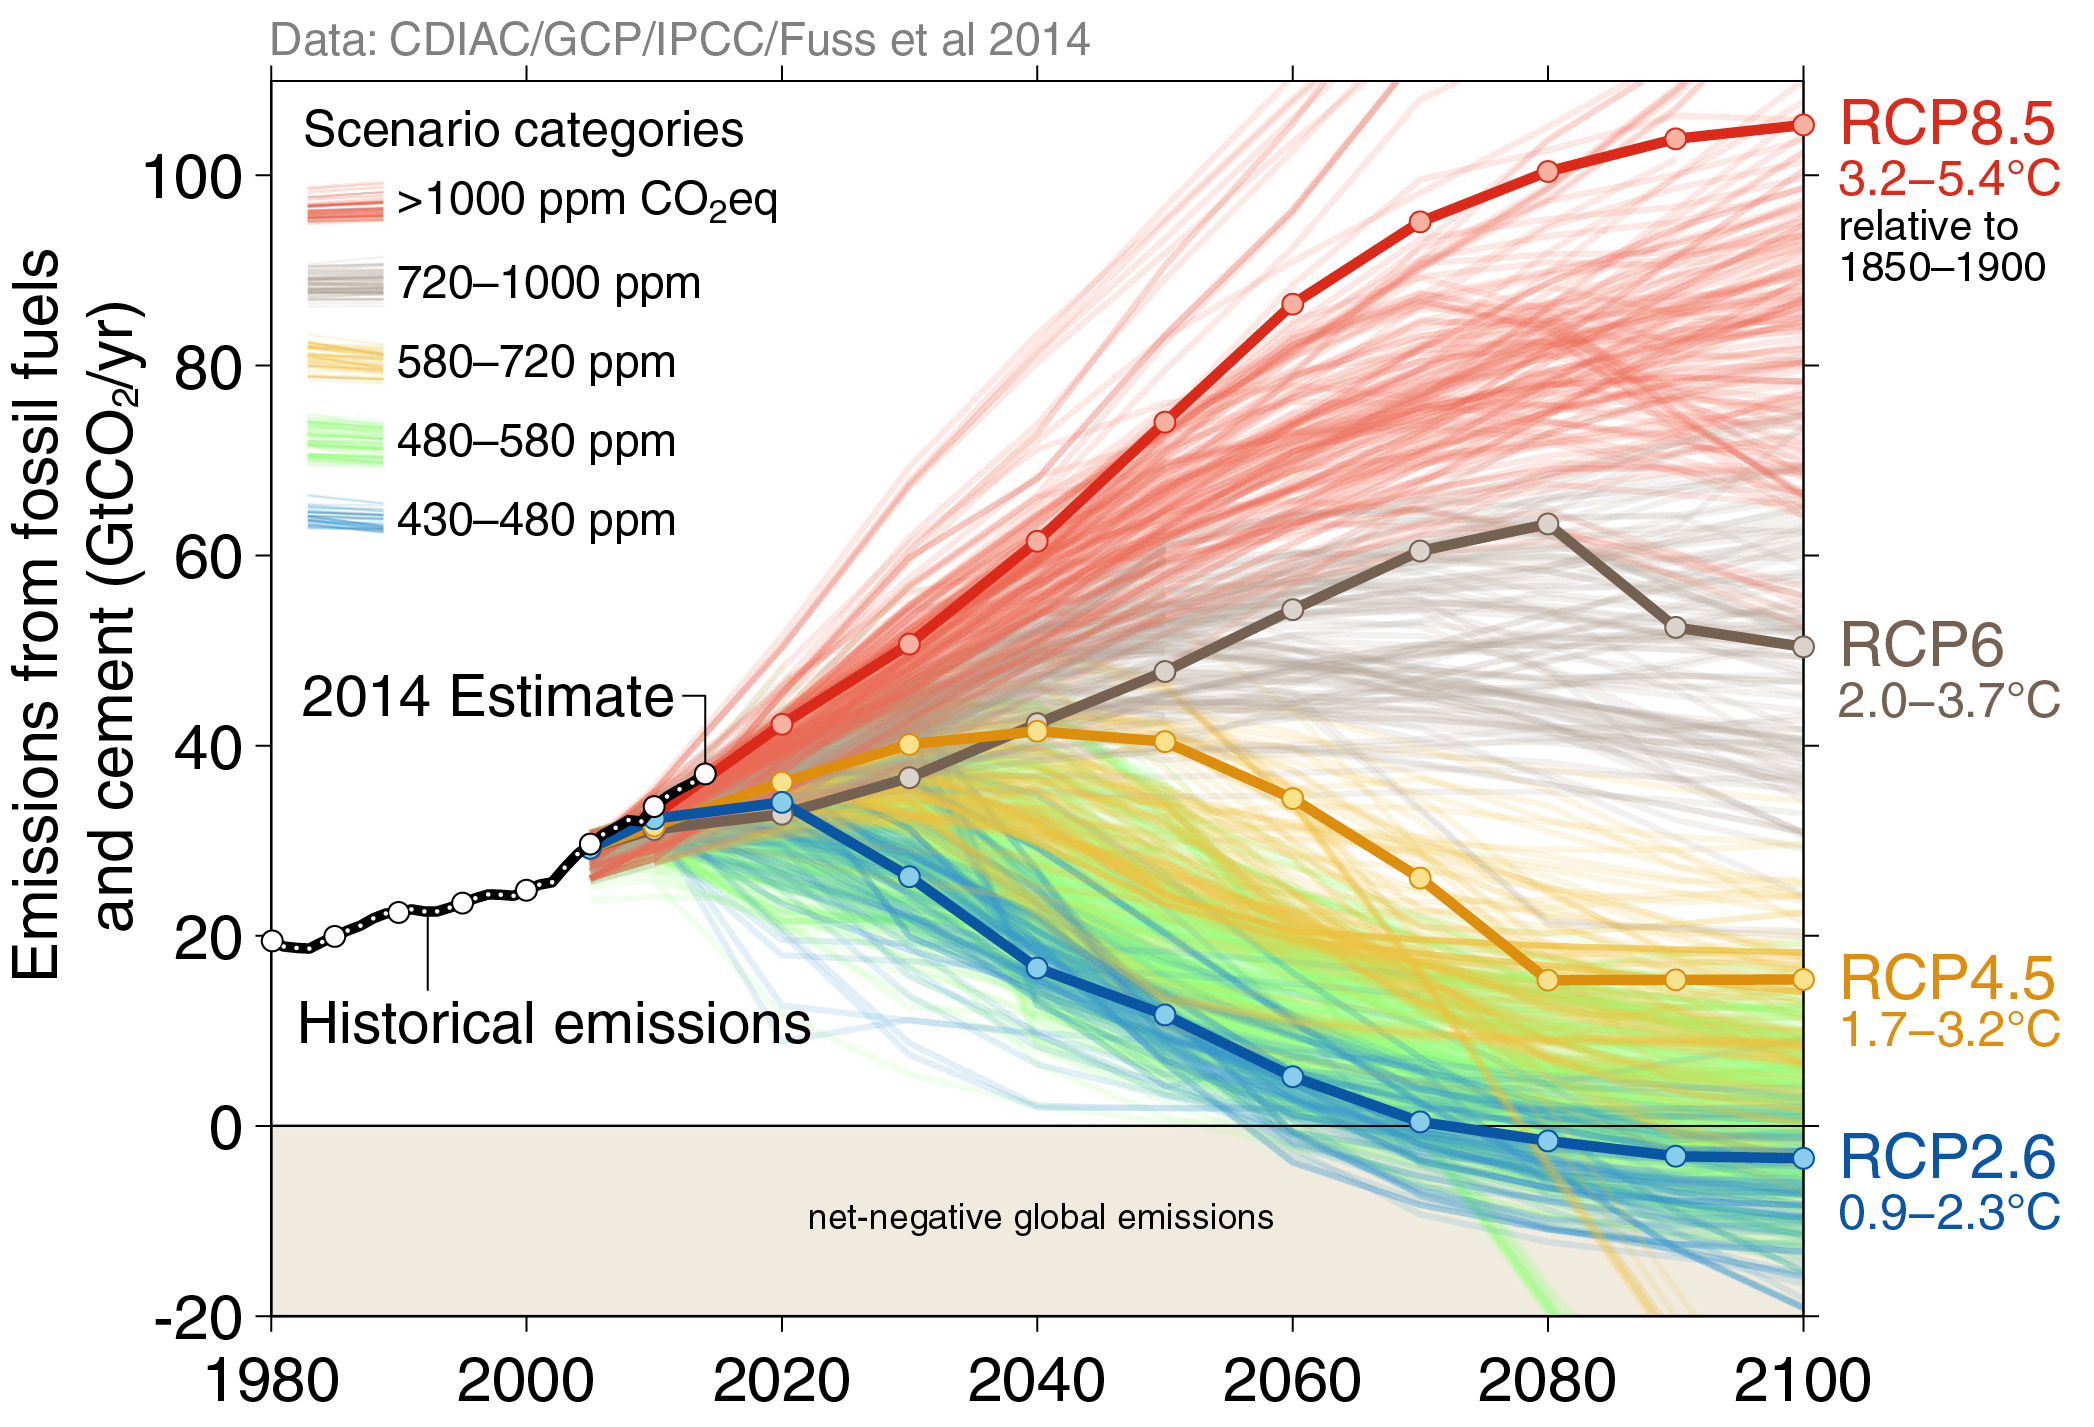 Data: CDIAC/GCP/IPCC/Fuss et al 2014
Scenario categories
>1000 ppm CO₂eq
720–1000 ppm
580–720 ppm
480–580 ppm
430–480 ppm
Emissions from fossil fuels
and cement (GtCO₂/yr)
100
80
60
40
20
0
-20
2014 Estimate
Historical emissions
net-negative global emissions
RCP8.5
3.2–5.4°C
relative to
1850–1900
RCP6
2.0–3.7°C
RCP4.5
1.7–3.2°C
RCP2.6
0.9–2.3°C
1980 2000 2020 2040 2060 2080 2100